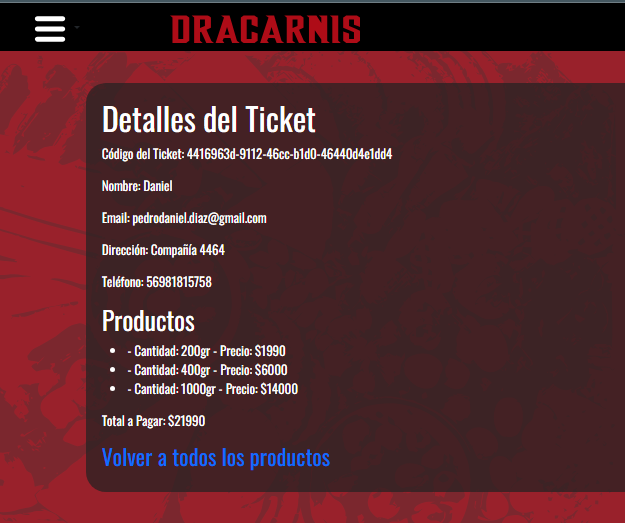 DRACARNIS
Detalles del Ticket
Código del Ticket: 4416963d-9112-46cc-b1d0-46440d4e1dd4
Nombre: Daniel
Email: pedrodaniel.diaz@gmail.com
Dirección: Compañía 4464
Teléfono: 56981815758
Productos
- Cantidad: 200gr - Precio: $1990
- Cantidad: 400gr - Precio: $6000
- Cantidad: 1000gr - Precio: $14000
Total a Pagar: $21990
Volver a todos los productos